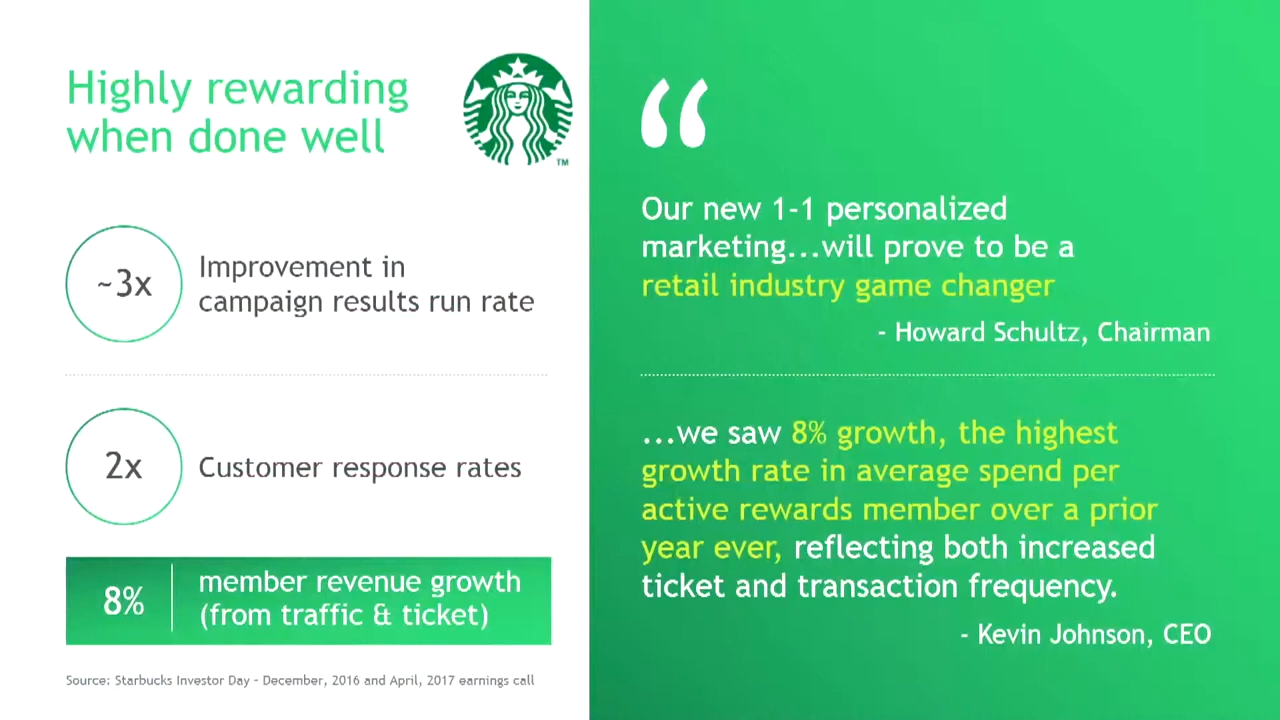 Highly rewarding
when done well
TM
~3x
Improvement in
campaign results run rate
2x
Customer response rates
8%
member revenue growth
(from traffic & ticket)
Source: Starbucks Investor Day – December, 2016 and April, 2017 earnings call
“
Our new 1-1 personalized
marketing...will prove to be a
retail industry game changer
- Howard Schultz, Chairman
...we saw 8% growth, the highest
growth rate in average spend per
active rewards member over a prior
year ever, reflecting both increased
ticket and transaction frequency.
- Kevin Johnson, CEO